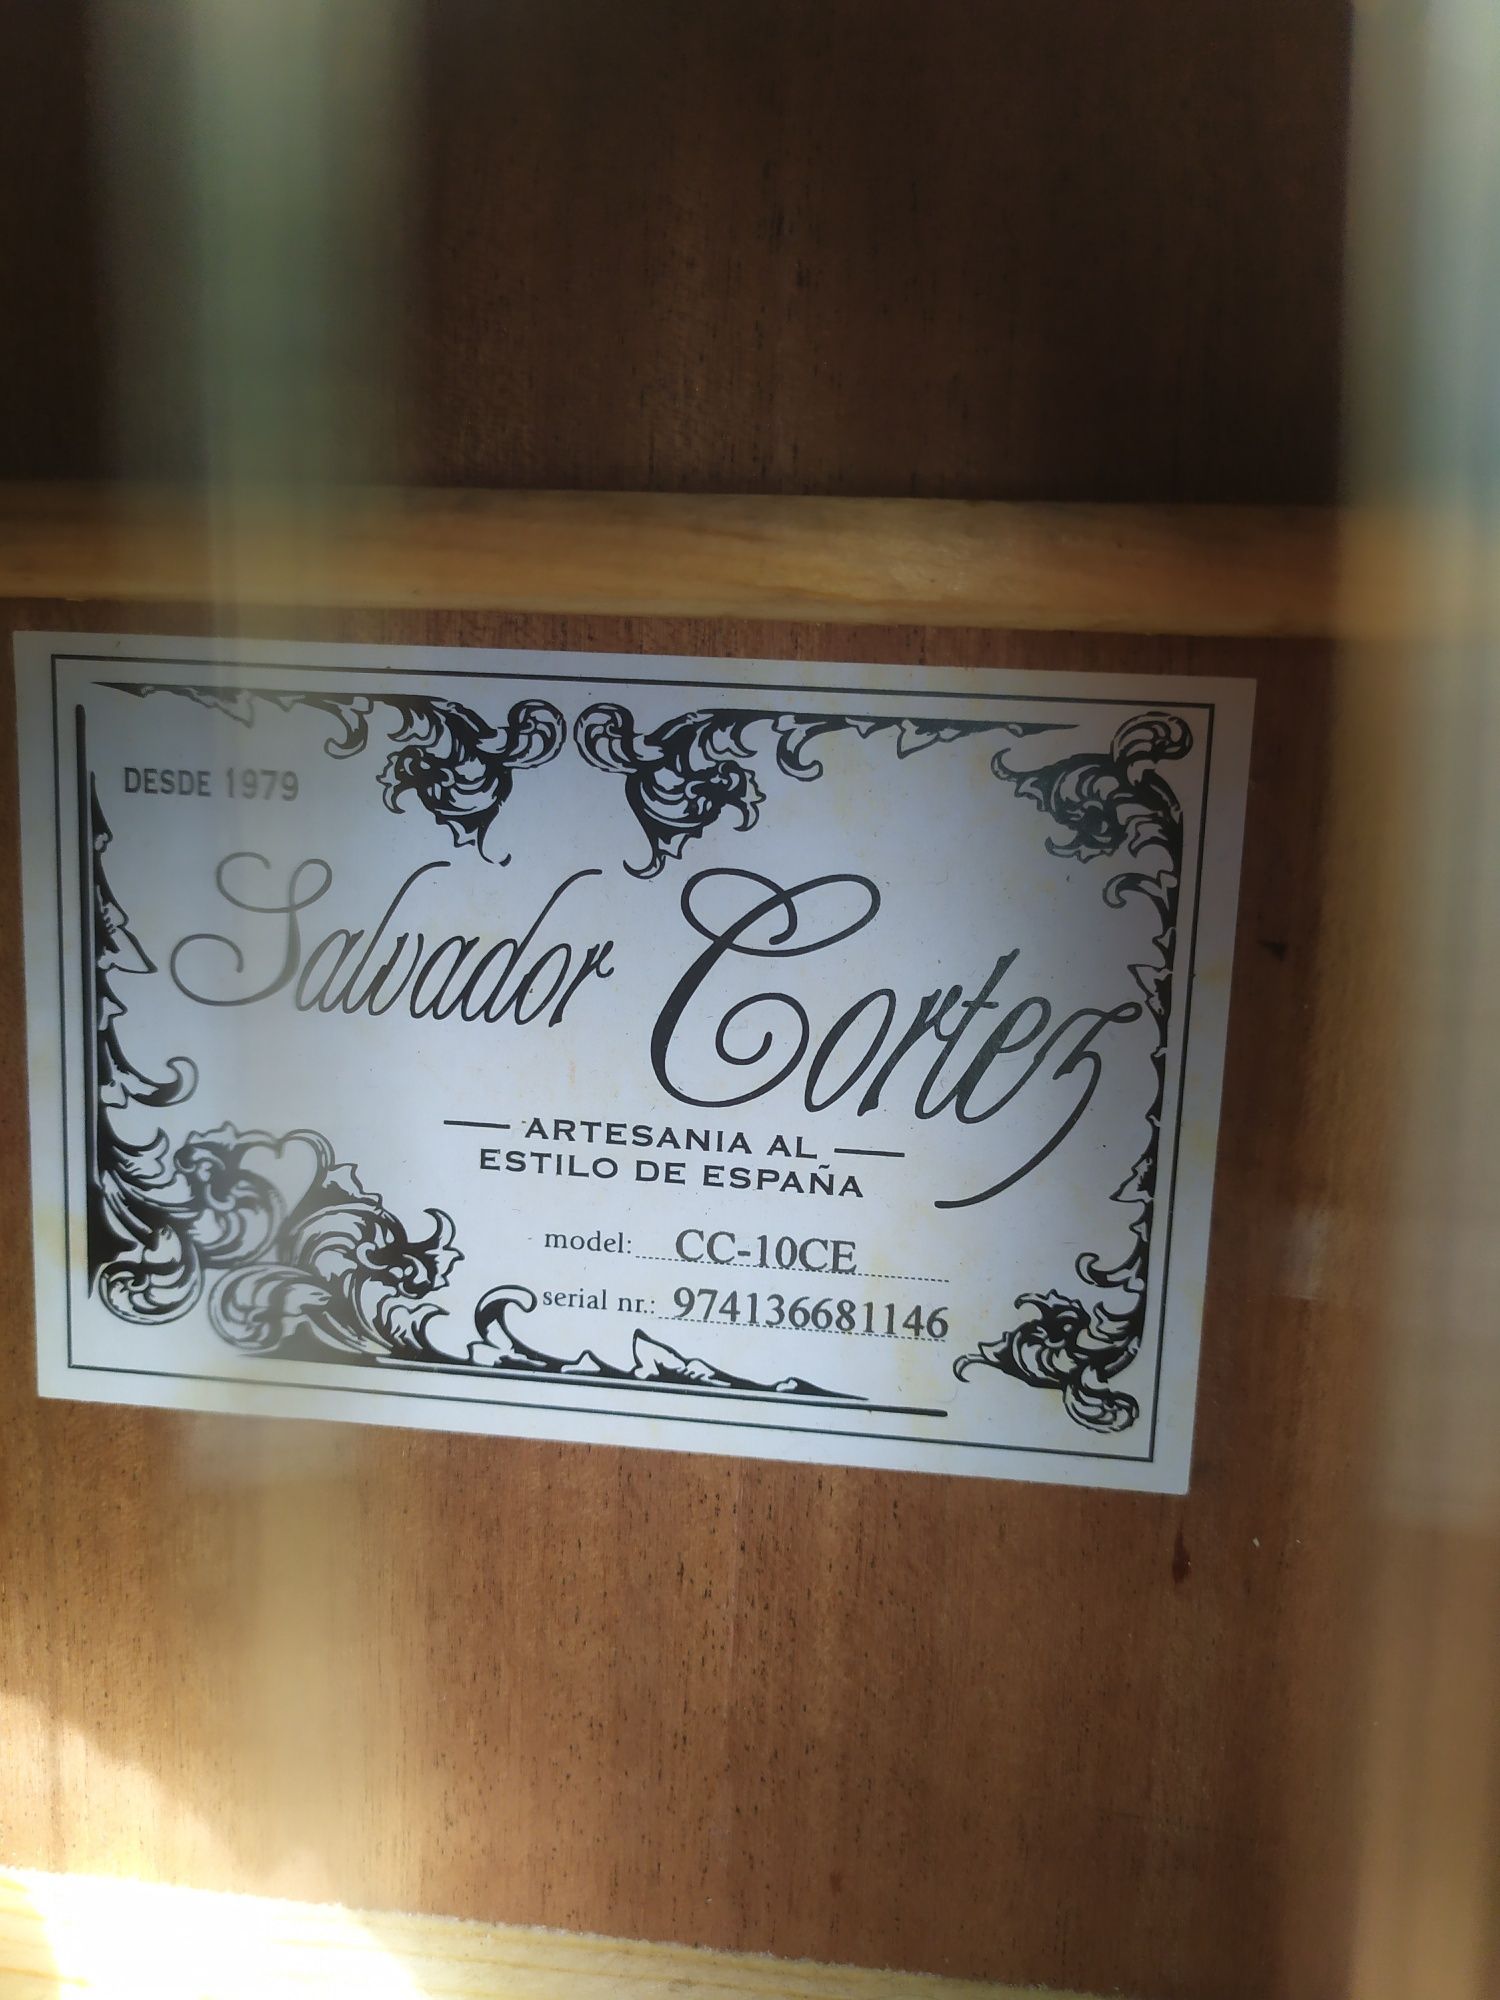 DESDE 1979
Salvador Cortez
ARTESANIA AL
ESTILO DE ESPAÑA
model: CC-10CE
serial nr.: 974136681146